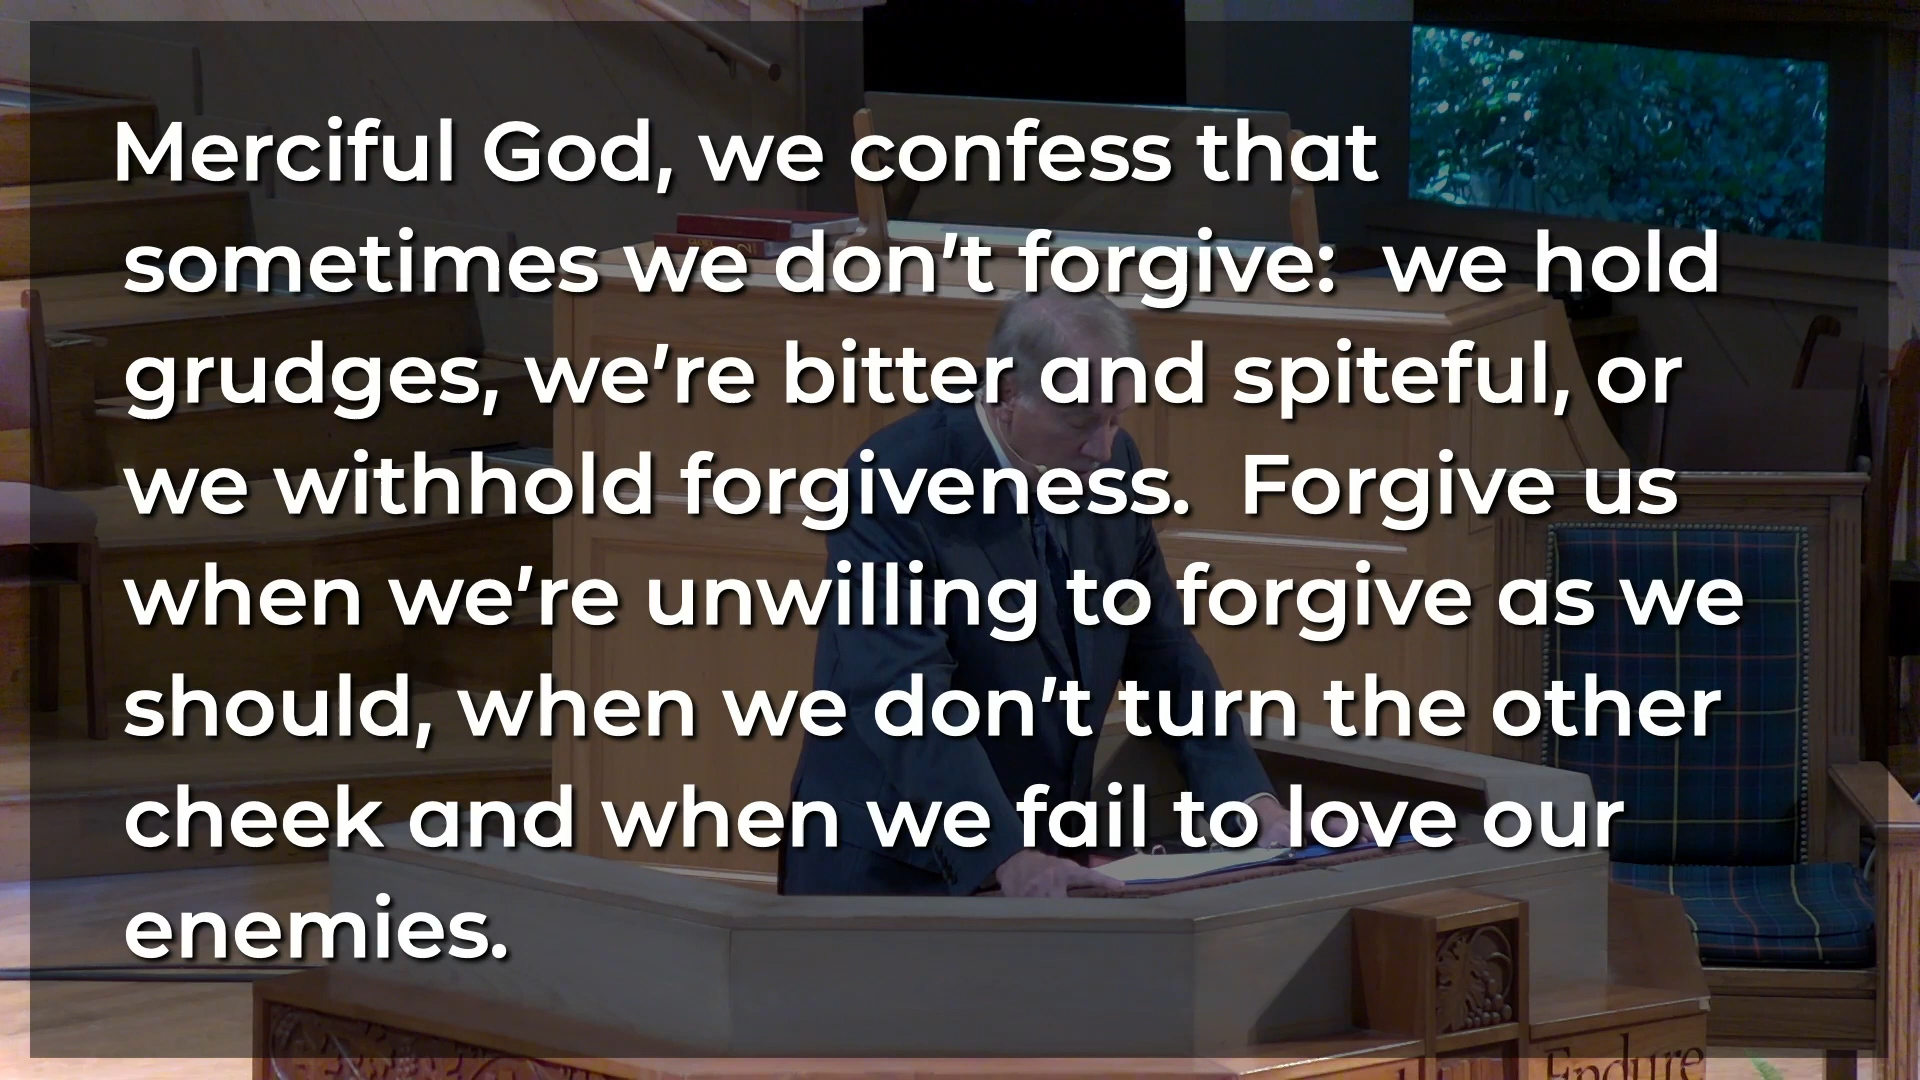 Merciful God, we confess that
sometimes we don't forgive:  we hold
grudges, we're bitter and spiteful, or
we withhold forgiveness.  Forgive us
when we're unwilling to forgive as we
should, when we don't turn the other
cheek and when we fail to love our
enemies.
Endure